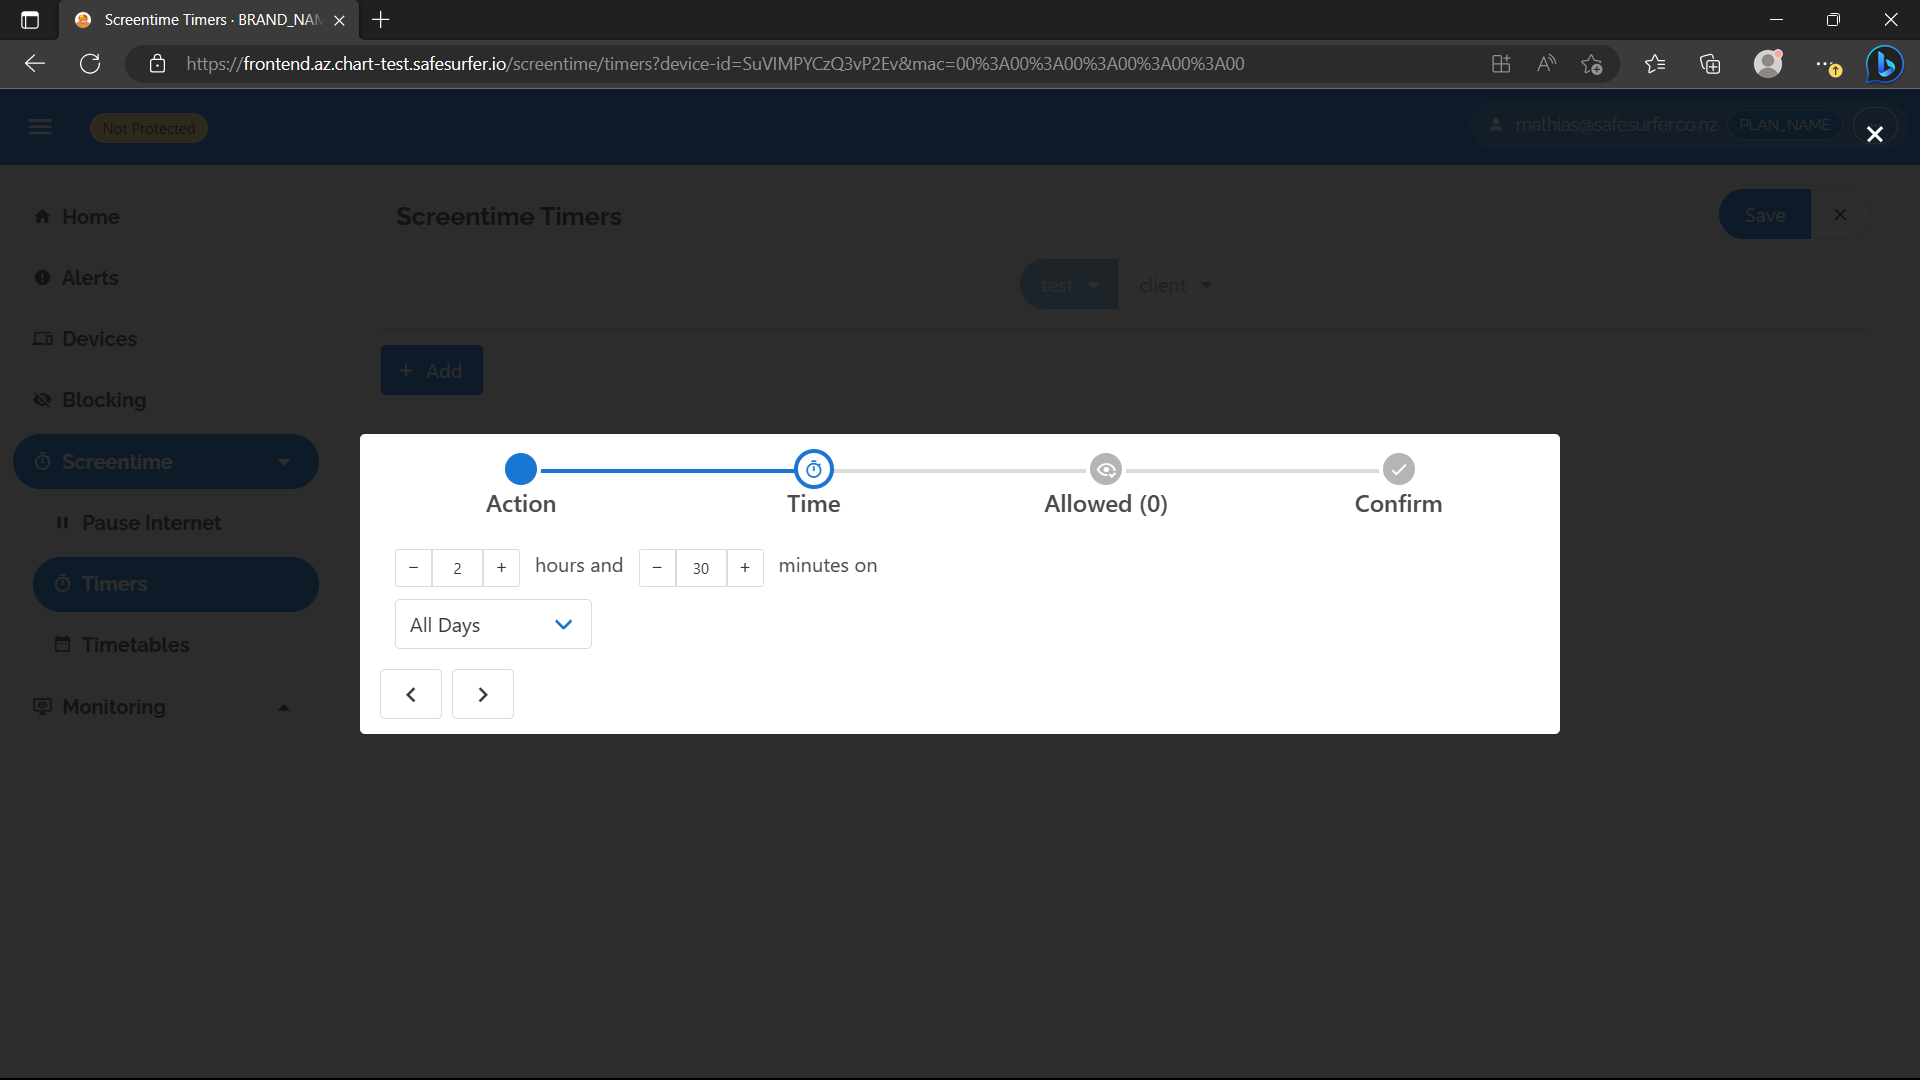 Screentime Timers · BRAND_NAM
https://frontend.az.chart-test.safesurfer.io/screentime/timers?device-id=SuVIMPYCzQ3vP2Ev&mac=00%3A00%3A00%3A00%3A00%3A00
Not Protected
mathias@safesurfer.co.nz
PLAN_NAME
Home
Alerts
Devices
Blocking
Screentime
Pause Internet
Timers
Timetables
Monitoring
Screentime Timers
Save
test
client
+ Add
Action
Time
Allowed (0)
Confirm
- 2 + hours and - 30 + minutes on
All Days